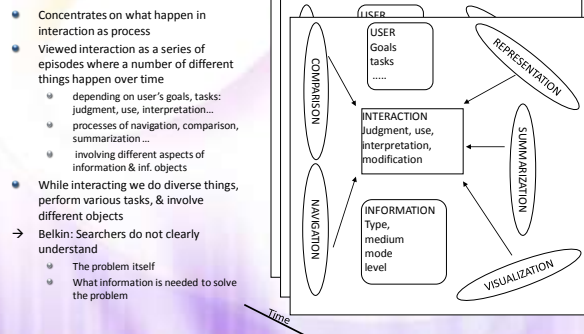 Concentrates on what happen in
interaction as process
Viewed interaction as a series of
episodes where a number of different
things happen over time
depending on user's goals, tasks:
judgment, use, interpretation...
processes of navigation, comparison,
summarization ...
involving different aspects of
information & inf. objects
While interacting we do diverse things,
perform various tasks, & involve
different objects
→ Belkin: Searchers do not clearly
understand
The problem itself
What information is needed to solve
the problem
USER
USER
Goals
tasks
.....
COMPARISON
REPRESENTATION
INTERACTION
Judgment, use,
interpretation,
modification
SUMMARIZATION
NAVIGATION
INFORMATION
Type,
medium
mode
level
VISUALIZATION
Time